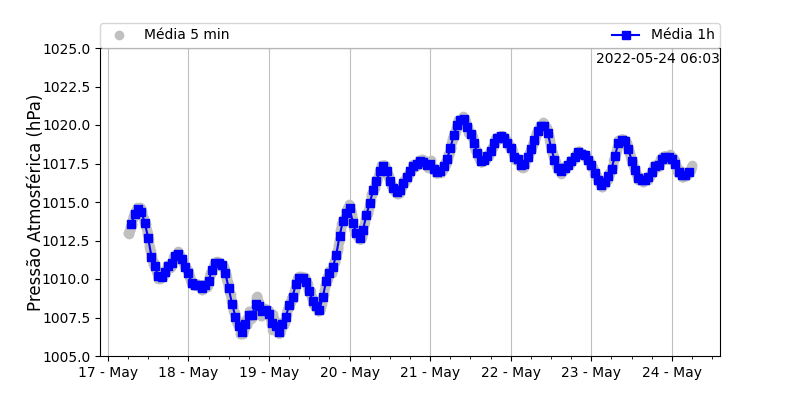 Média 5 min
Média 1h
2022-05-24 06:03
Pressão Atmosférica (hPa)
1025.0
1022.5
1020.0
1017.5
1015.0
1012.5
1010.0
1007.5
1005.0
17 - May
18 - May
19 - May
20 - May
21 - May
22 - May
23 - May
24 - May